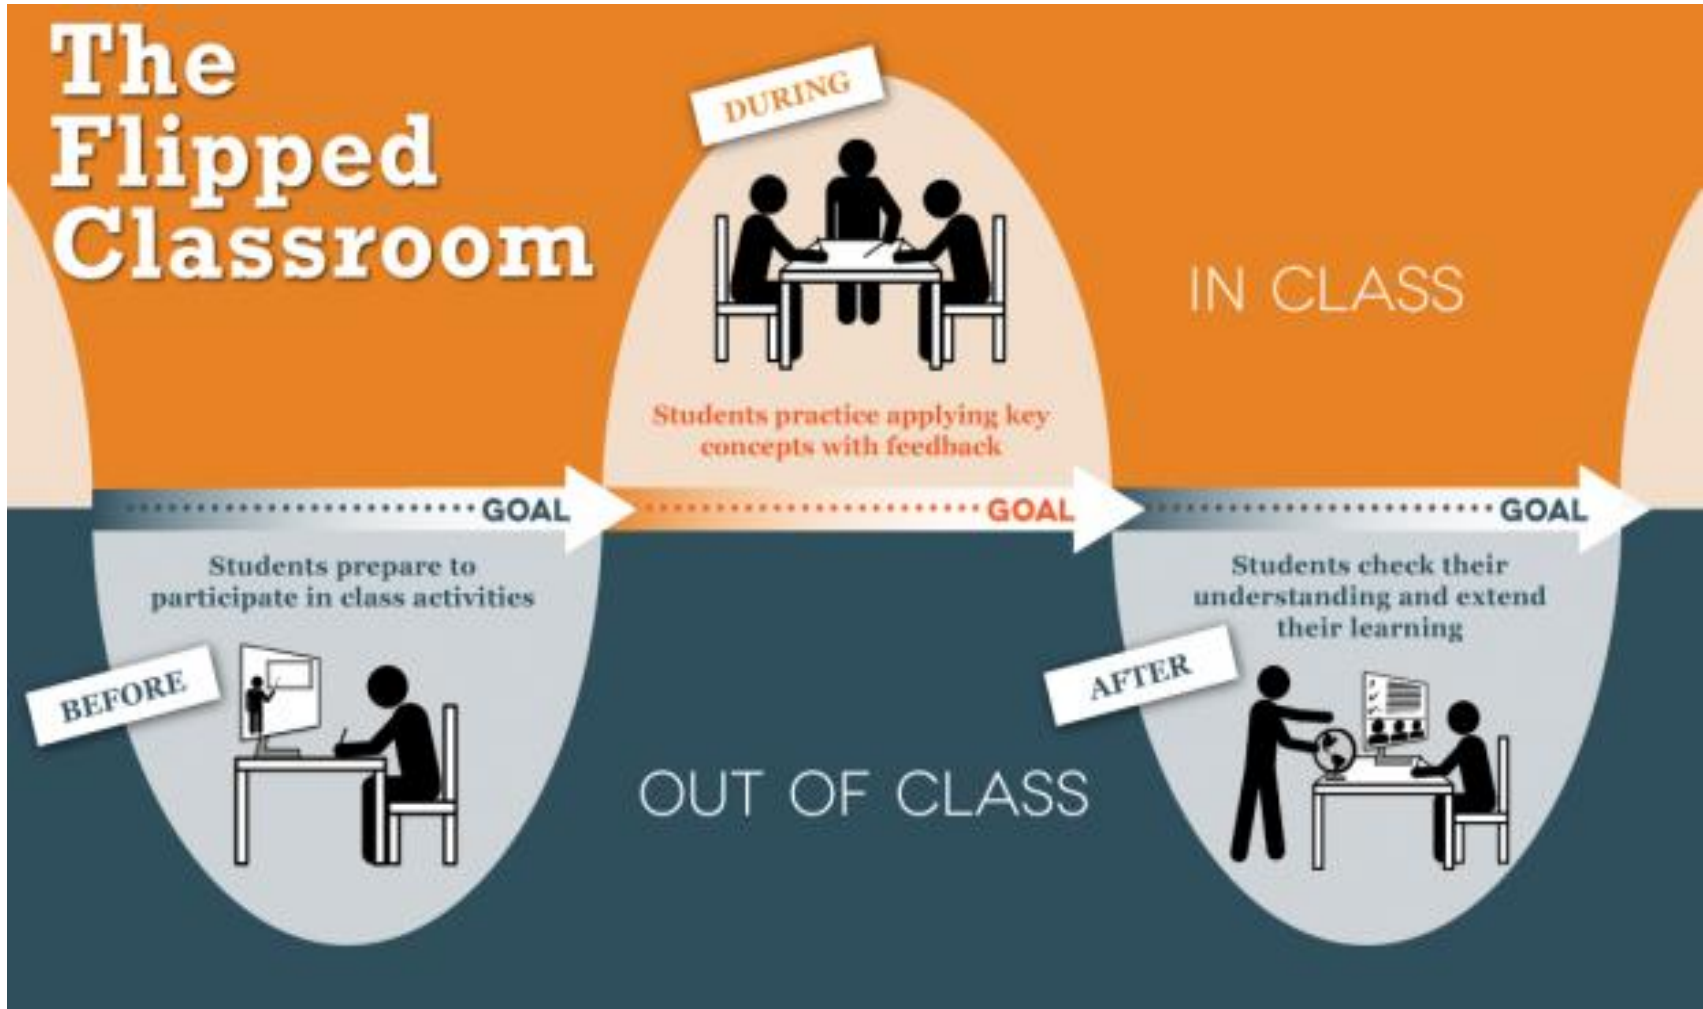 The
Flipped
Classroom
DURING
IN CLASS
Students practice applying key
concepts with feedback
GOAL
GOAL
GOAL
Students prepare to
participate in class activities
BEFORE
Students check their
understanding and extend
their learning
AFTER
OUT OF CLASS